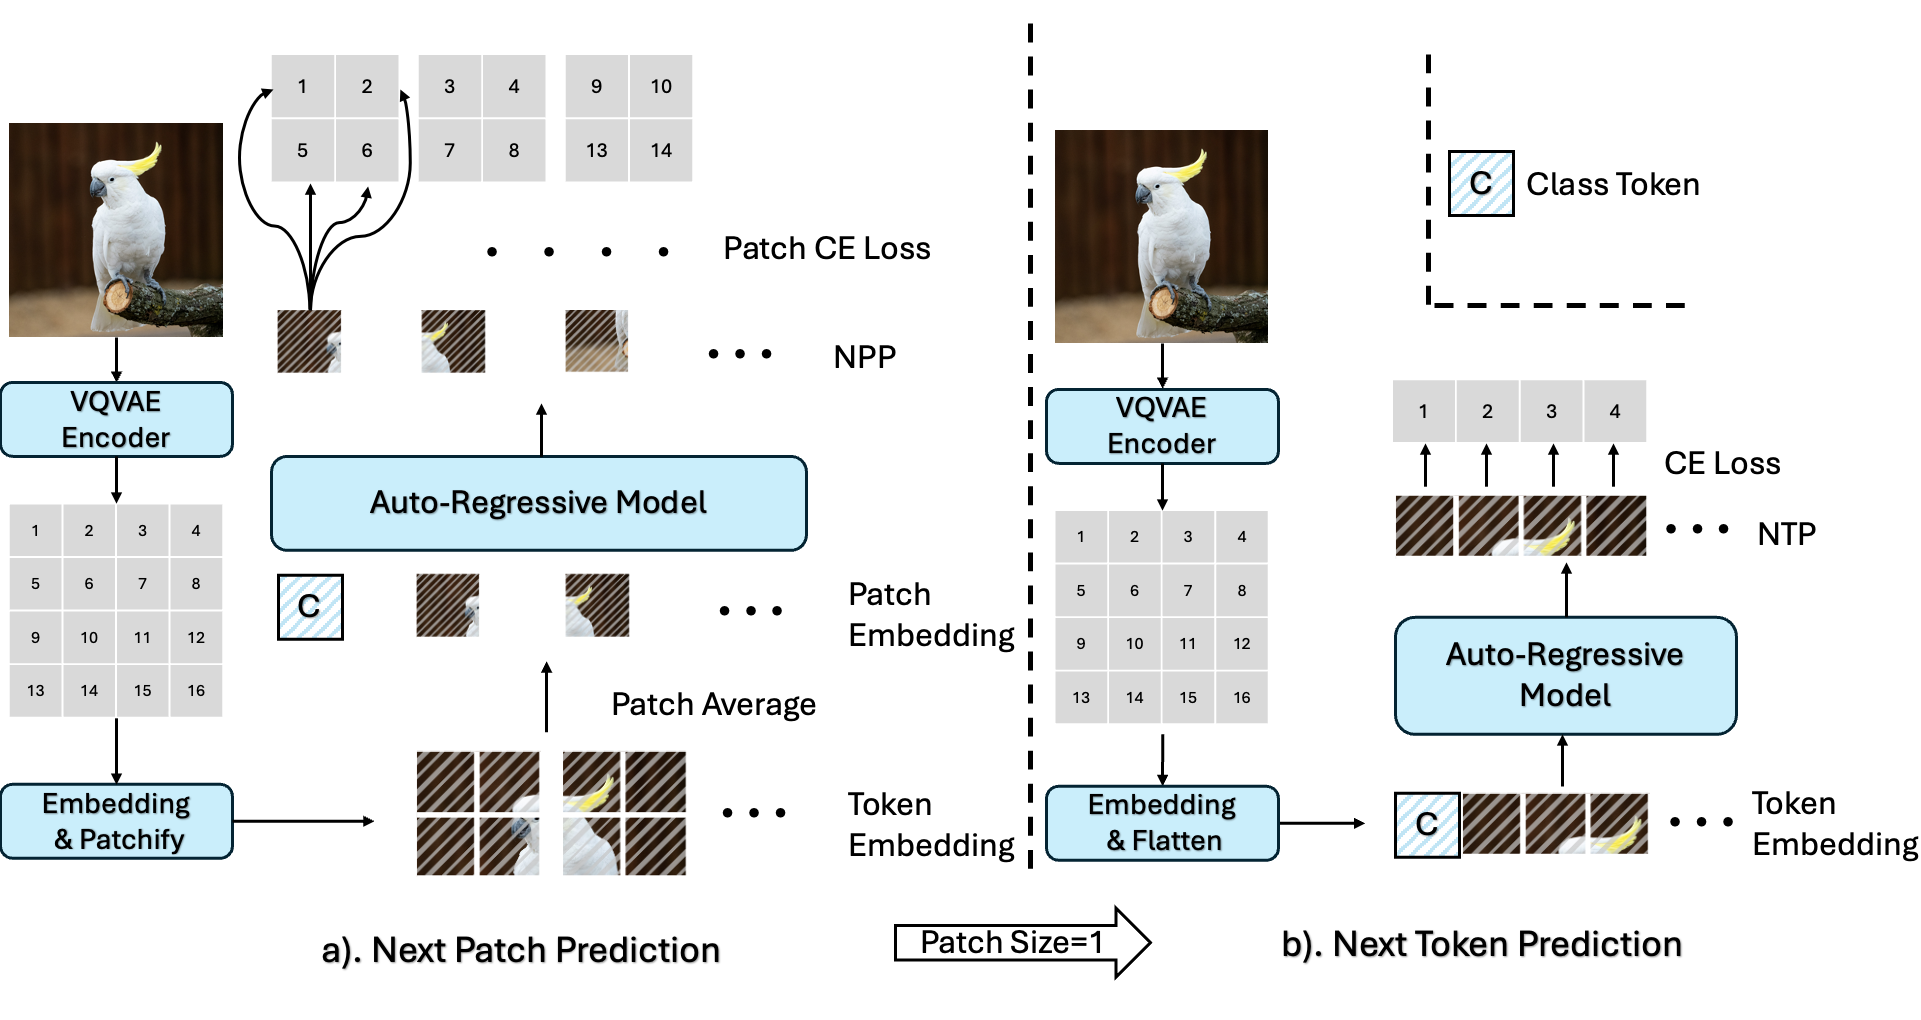 1 2 3 4 9 10
5 6 7 8 13 14
Patch CE Loss
NPP
VQVAE
Encoder
Auto-Regressive Model
1 2 3 4
5 6 7 8
9 10 11 12
13 14 15 16
C
Patch
Embedding
Patch Average
Embedding
& Patchify
Token
Embedding
a). Next Patch Prediction
Patch Size=1
C Class Token
VQVAE
Encoder
1 2 3 4
CE Loss
NTP
1 2 3 4
5 6 7 8
9 10 11 12
13 14 15 16
Auto-Regressive
Model
Embedding
& Flatten
C
Token
Embedding
b). Next Token Prediction